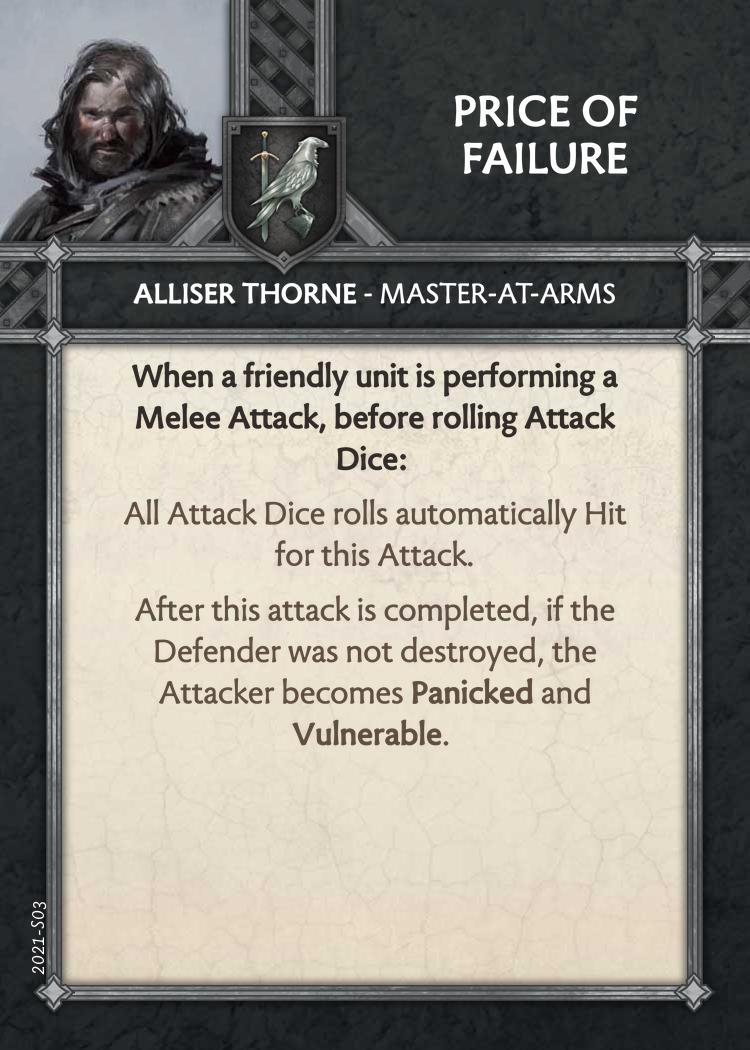 PRICE OF
FAILURE
ALLISER THORNE - MASTER-AT-ARMS
When a friendly unit is performing a
Melee Attack, before rolling Attack
Dice:
All Attack Dice rolls automatically Hit
for this Attack.
After this attack is completed, if the
Defender was not destroyed, the
Attacker becomes Panicked and
Vulnerable.
2021-S03